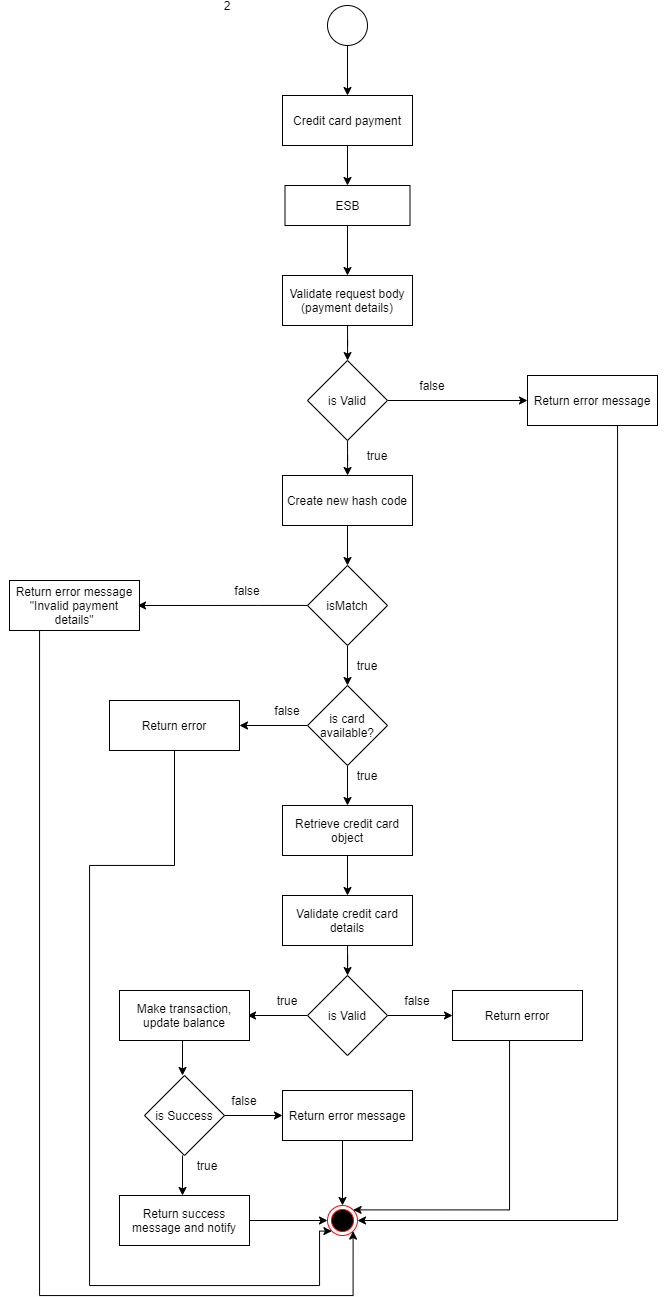 2
Credit card payment
ESB
Validate request body
(payment details)
is Valid
false
Return error message
true
Create new hash code
Return error message
"Invalid payment
details"
false
isMatch
true
Return error
false
is card
available?
true
Retrieve credit card
object
Validate credit card
details
Make transaction,
update balance
true
is Valid
false
Return error
is Success
false
Return error message
true
Return success
message and notify